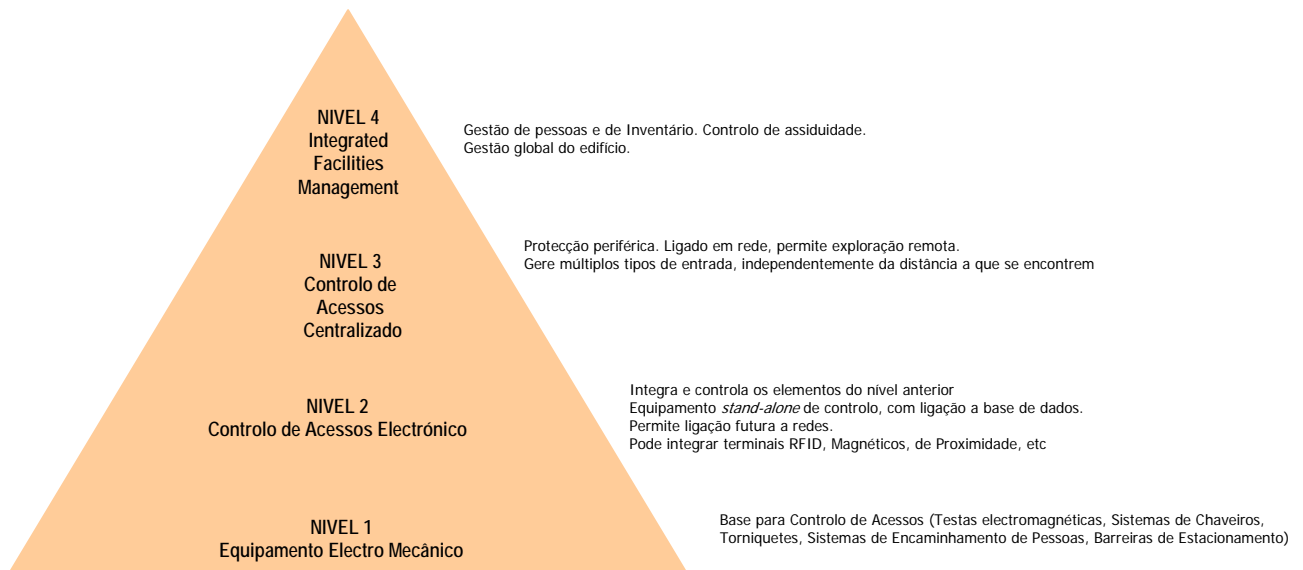 NIVEL 4
Integrated
Facilities
Management
Gestão de pessoas e de Inventário. Controlo de assiduidade.
Gestão global do edifício.
NIVEL 3
Controlo de
Acessos
Centralizado
Protecção periférica. Ligado em rede, permite exploração remota.
Gere múltiplos tipos de entrada, independentemente da distância a que se encontrem
NIVEL 2
Controlo de Acessos Electrónico
Integra e controla os elementos do nível anterior
Equipamento stand-alone de controlo, com ligação a base de dados.
Permite ligação futura a redes.
Pode integrar terminais RFID, Magnéticos, de Proximidade, etc
NIVEL 1
Equipamento Electro Mecânico
Base para Controlo de Acessos (Testas electromagnéticas, Sistemas de Chaveiros,
Torniquetes, Sistemas de Encaminhamento de Pessoas, Barreiras de Estacionamento)